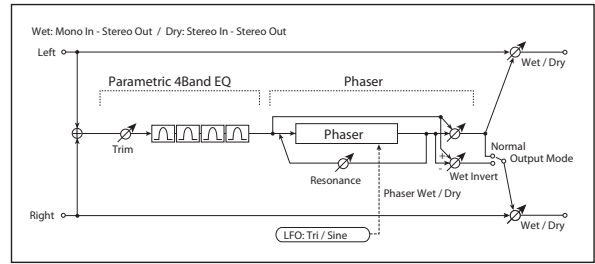 Wet: Mono In - Stereo Out / Dry: Stereo In - Stereo Out
Left
Wet / Dry
Parametric 4Band EQ
Phaser
Phaser
Trim
Resonance
+
-
Normal
Output Mode
Wet Invert
Phaser Wet / Dry
Right
Wet / Dry
LFO: Tri / Sine